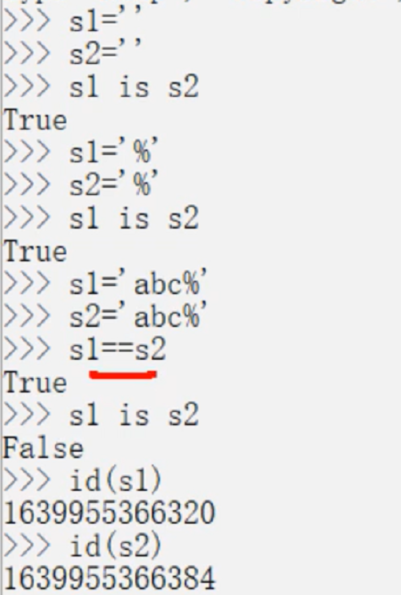 >>> s1=''
>>> s2=''
>>> s1 is s2
True
>>> s1='%'
>>> s2='%'
>>> s1 is s2
True
>>> s1='abc%'
>>> s2='abc%'
>>> s1==s2
True
>>> s1 is s2
False
>>> id(s1)
1639955366320
>>> id(s2)
1639955366384